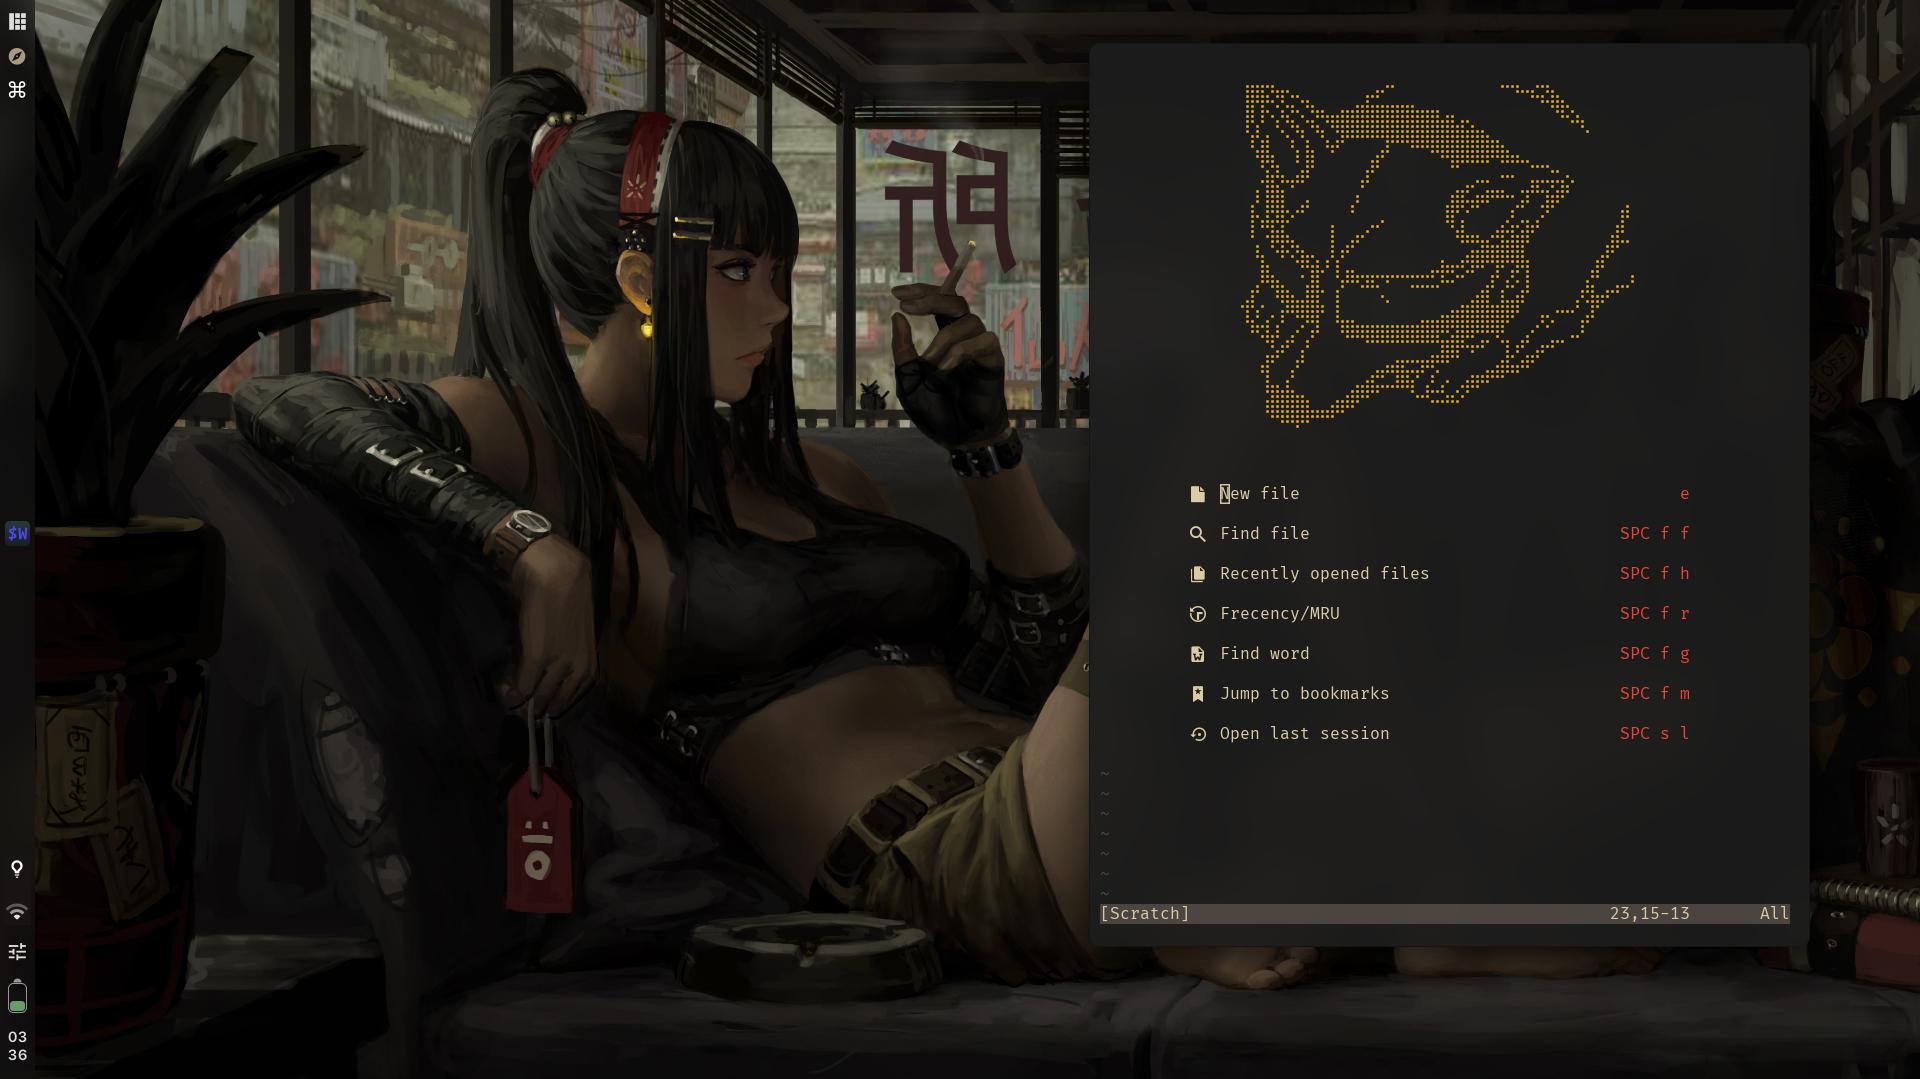 $W
03
36
New file e
Find file SPC f f
Recently opened files SPC f h
Frecency/MRU SPC f r
Find word SPC f g
Jump to bookmarks SPC f m
Open last session SPC s l
~
~
~
~
~
~
~
[Scratch] 23,15-13 All